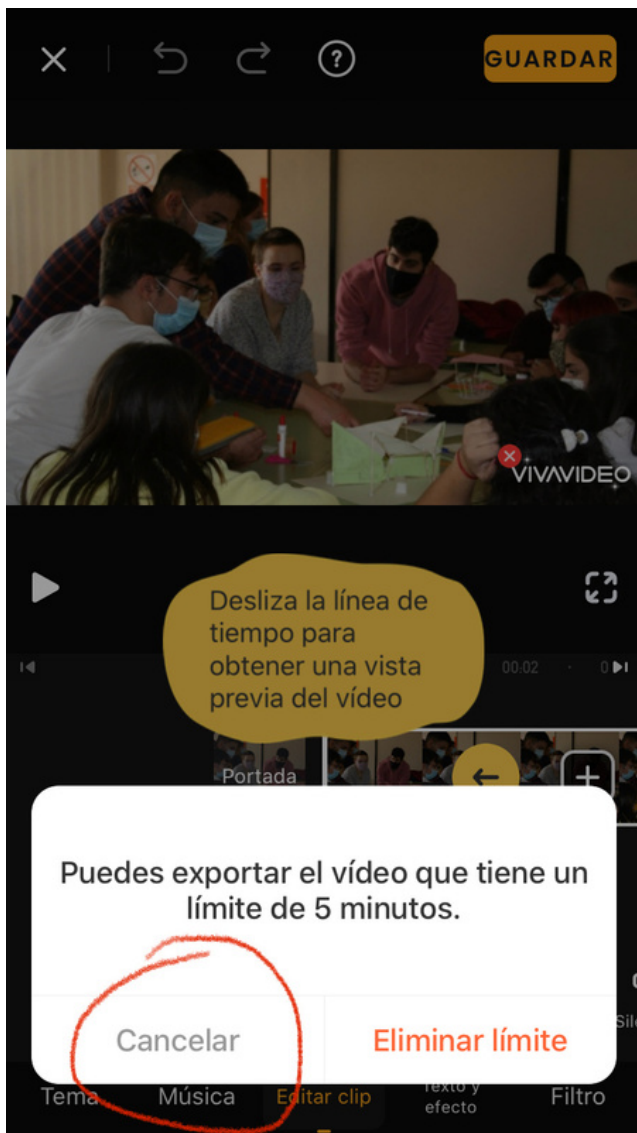 GUARDAR
VIVAVIDEO
Desliza la línea de
tiempo para
obtener una vista
previa del vídeo
00:02
Portada
Puedes exportar el vídeo que tiene un
límite de 5 minutos.
Cancelar
Eliminar límite
Tema
Música
Editar clip
Texto y
efecto
Filtro